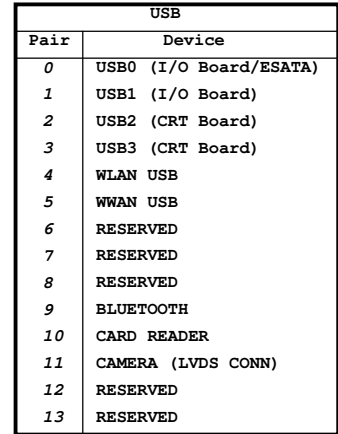 USB
Pair Device
0 USB0 (I/O Board/ESATA)
1 USB1 (I/O Board)
2 USB2 (CRT Board)
3 USB3 (CRT Board)
4 WLAN USB
5 WWAN USB
6 RESERVED
7 RESERVED
8 RESERVED
9 BLUETOOTH
10 CARD READER
11 CAMERA (LVDS CONN)
12 RESERVED
13 RESERVED